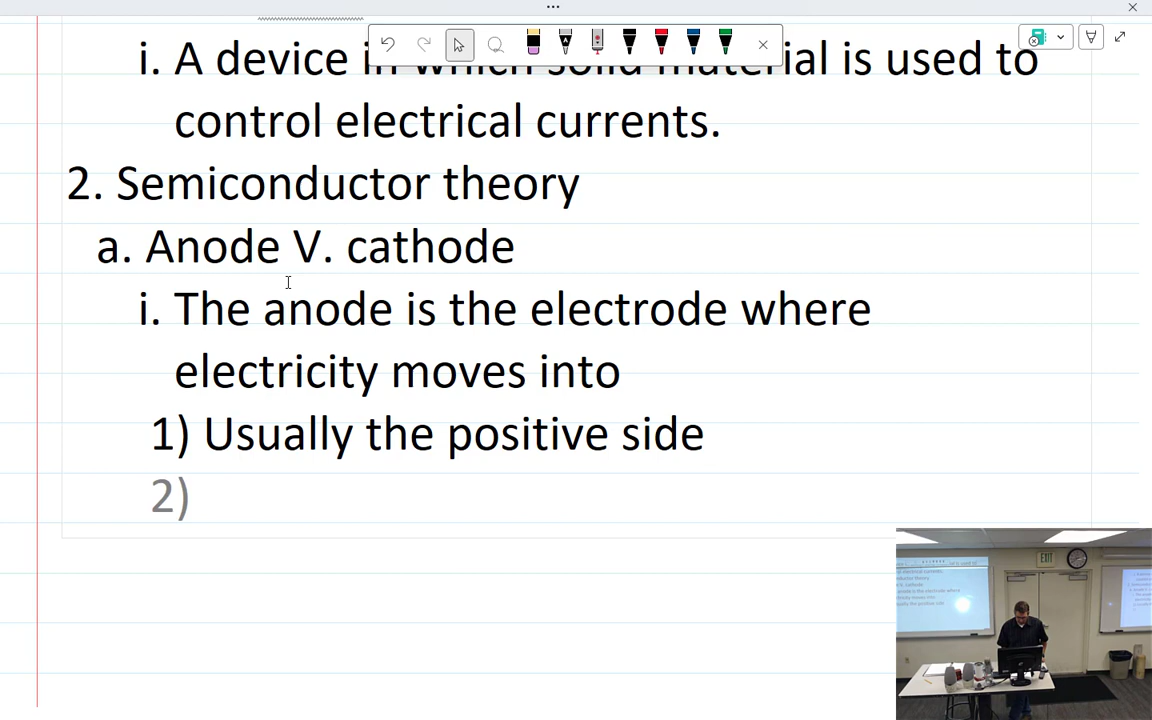 i. A device in which solid material is used to
control electrical currents.
2. Semiconductor theory
a. Anode V. cathode
i. The anode is the electrode where
electricity moves into
1) Usually the positive side
2)
EXIT